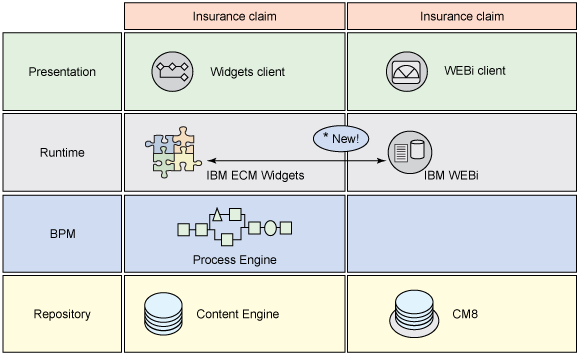 Insurance claim
Insurance claim
Presentation
Widgets client
WEBi client
Runtime
* New!
IBM ECM Widgets
IBM WEBi
BPM
Process Engine
Repository
Content Engine
CM8